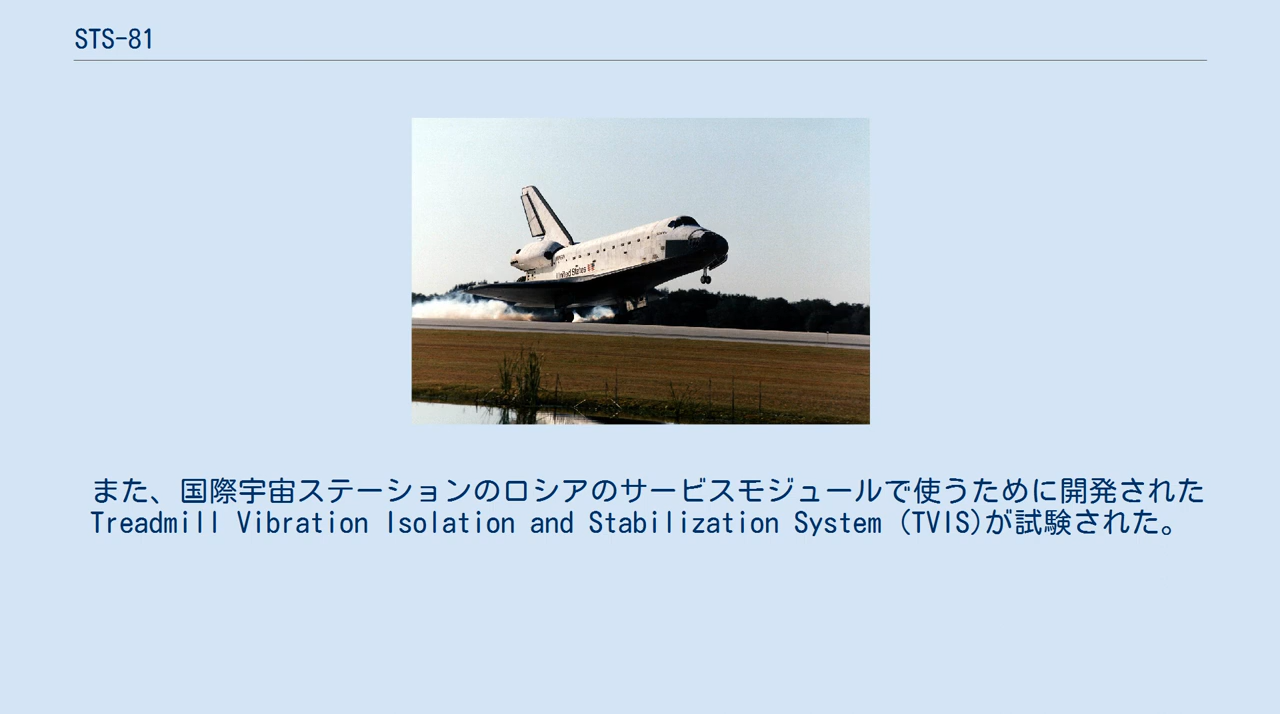 STS-81
United States
また、国際宇宙ステーションのロシアのサービスモジュールで使うために開発された
Treadmill Vibration Isolation and Stabilization System (TVIS)が試験された。